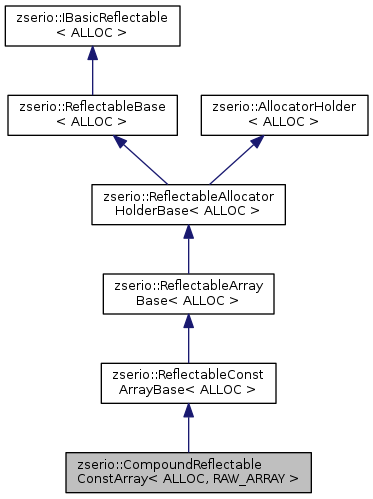 zserio::IBasicReflectable
< ALLOC >
zserio::ReflectableBase
< ALLOC >
zserio::AllocatorHolder
< ALLOC >
zserio::ReflectableAllocator
HolderBase< ALLOC >
zserio::ReflectableArray
Base< ALLOC >
zserio::ReflectableConst
ArrayBase< ALLOC >
zserio::CompoundReflectable
ConstArray< ALLOC, RAW_ARRAY >